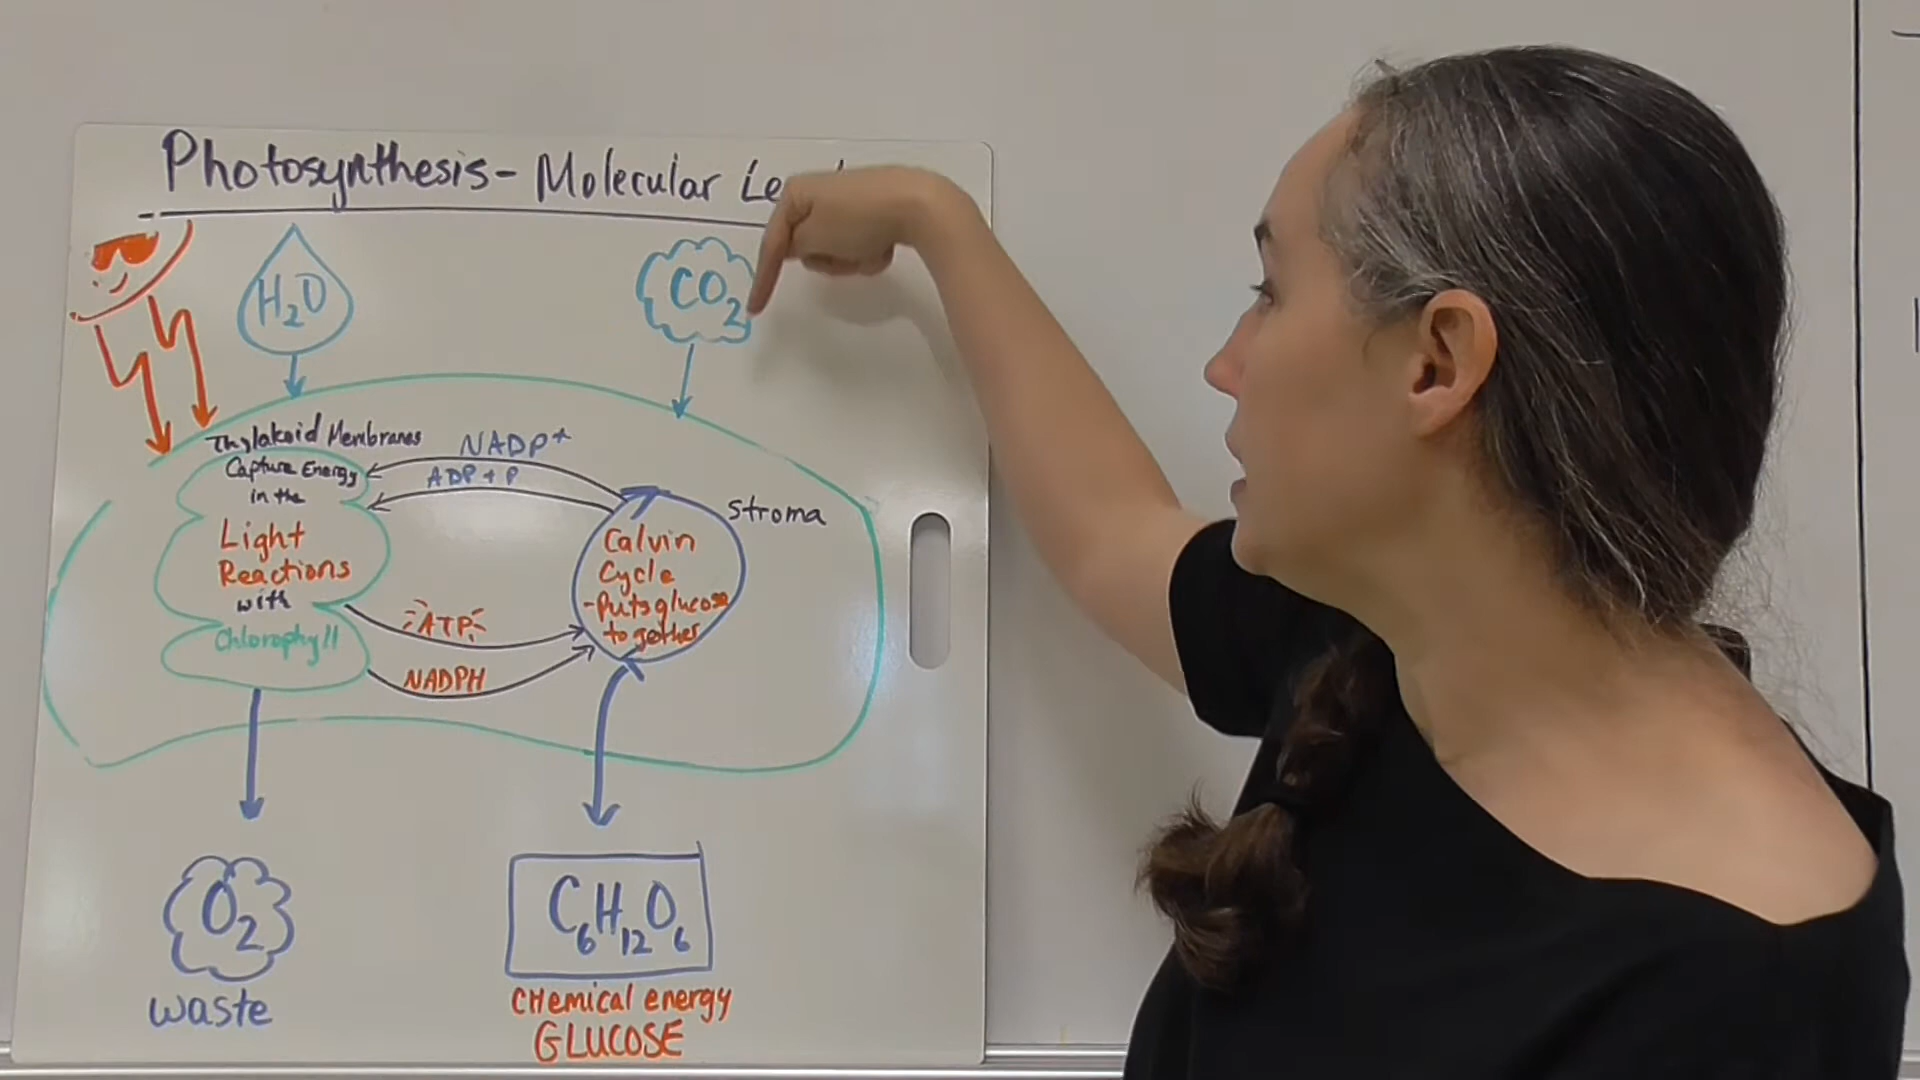 Photosynthesis - Molecular
H2O
CO2
Thylakoid Membranes
Capture Energy
in the
Light
Reactions
with
Chlorophyll
NADP+
ADP + P
ATP
NADPH
Stroma
Calvin
Cycle
-Puts glucose
together
O2
waste
C6H12O6
CHemical energy
GLUCOSE